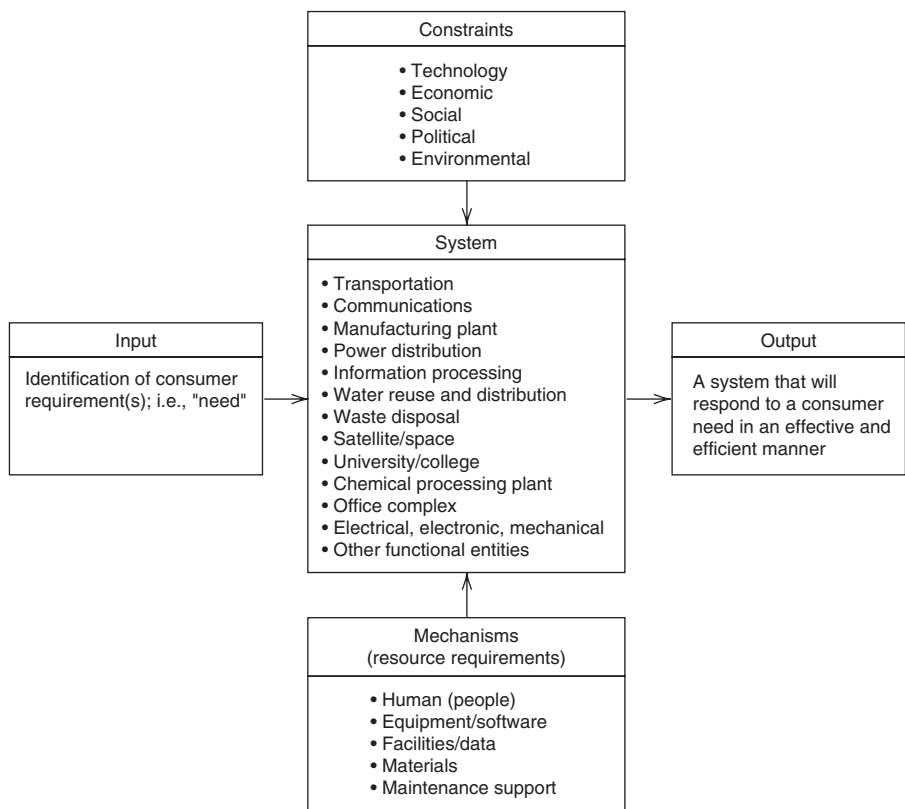 Constraints
• Technology
• Economic
• Social
• Political
• Environmental
System
• Transportation
• Communications
• Manufacturing plant
• Power distribution
• Information processing
• Water reuse and distribution
• Waste disposal
• Satellite/space
• University/college
• Chemical processing plant
• Office complex
• Electrical, electronic, mechanical
• Other functional entities
Input
Identification of consumer
requirement(s); i.e., "need"
Output
A system that will
respond to a consumer
need in an effective and
efficient manner
Mechanisms
(resource requirements)
• Human (people)
• Equipment/software
• Facilities/data
• Materials
• Maintenance support